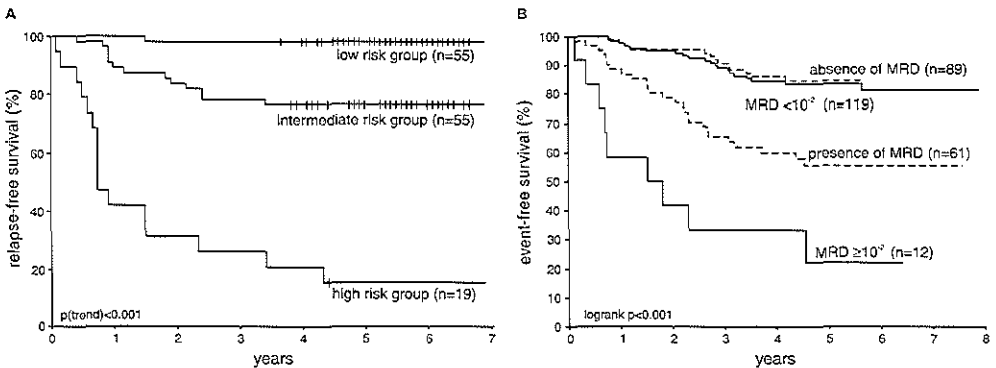 A
relapse-free survival (%)
100
80
60
40
20
0
low risk group (n=55)
intermediate risk group (n=55)
high risk group (n=19)
p(trend)<0.001
0 1 2 3 4 5 6 7
years
B
event-free survival (%)
100
90
80
70
60
50
40
30
20
10
0
absence of MRD (n=89)
MRD <10⁻² (n=119)
presence of MRD (n=61)
MRD ≥10⁻² (n=12)
logrank p<0.001
0 1 2 3 4 5 6 7 8
years